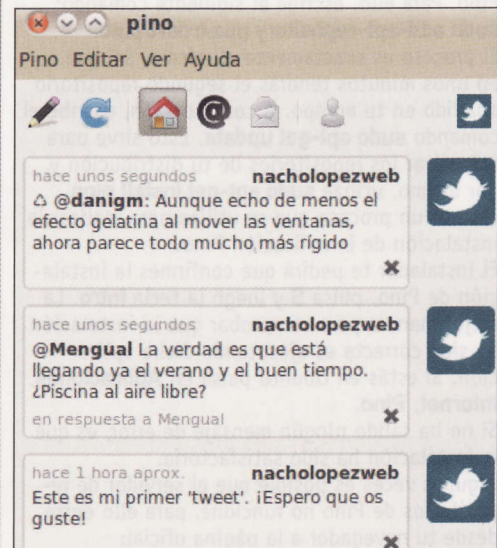 pino
Pino Editar Ver Ayuda
@
hace unos segundos nacholopezweb
♺ @danigm: Aunque echo de menos el
efecto gelatina al mover las ventanas,
ahora parece todo mucho más rígido
hace unos segundos nacholopezweb
@Mengual La verdad es que está
llegando ya el verano y el buen tiempo.
¿Piscina al aire libre?
en respuesta a Mengual
hace 1 hora aprox. nacholopezweb
Este es mi primer 'tweet'. ¡Espero que os
guste!